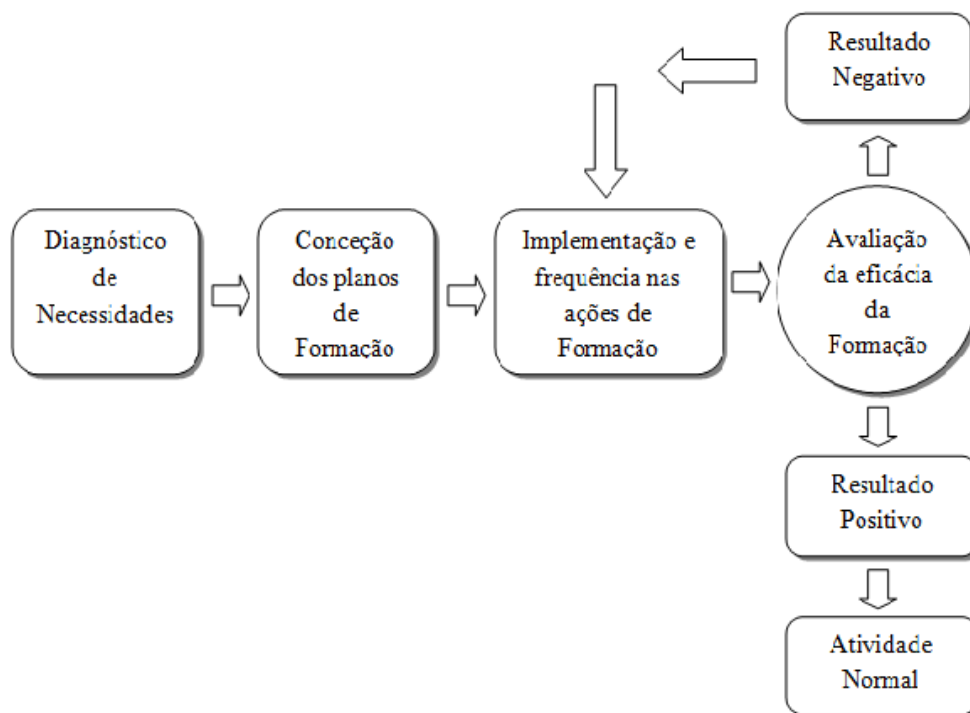 Resultado
Negativo
Diagnóstico
de
Necessidades
Conceção
dos planos
de
Formação
Implementação e
frequência nas
ações de
Formação
Avaliação
da eficácia
da
Formação
Resultado
Positivo
Atividade
Normal